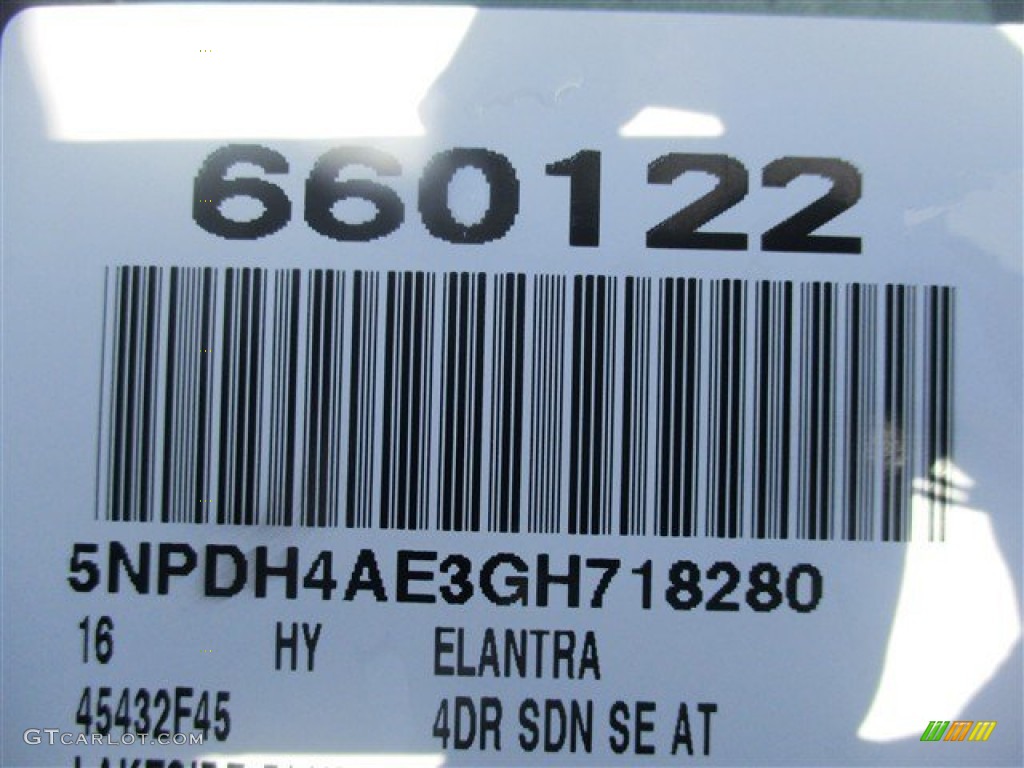 660122
5NPDH4AE3GH718280
16 HY ELANTRA
45432F45 4DR SDN SE AT
GTCARLOT.COM